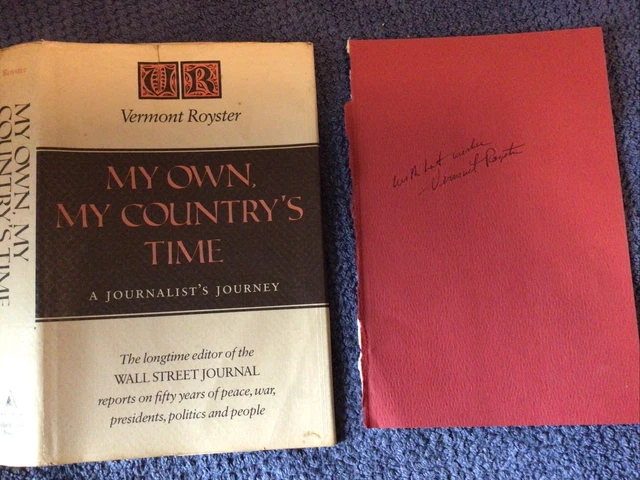 Royster
MY OWN, MY
COUNTRY'S TIME
VR
Vermont Royster
MY OWN,
MY COUNTRY'S
TIME
A JOURNALIST'S JOURNEY
The longtime editor of the
WALL STREET JOURNAL
reports on fifty years of peace, war,
presidents, politics and people
With best wishes
Vermont Royster